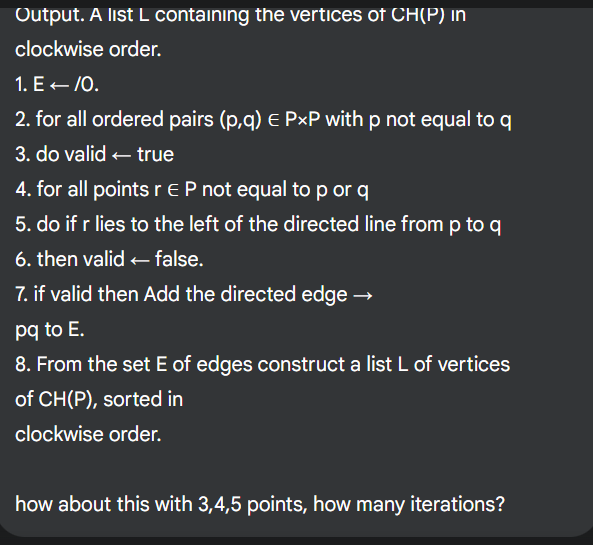 Output. A list L containing the vertices of CH(P) in
clockwise order.
1. E ← /0.
2. for all ordered pairs (p,q) ∈ P×P with p not equal to q
3. do valid ← true
4. for all points r ∈ P not equal to p or q
5. do if r lies to the left of the directed line from p to q
6. then valid ← false.
7. if valid then Add the directed edge →
pq to E.
8. From the set E of edges construct a list L of vertices
of CH(P), sorted in
clockwise order.
how about this with 3,4,5 points, how many iterations?